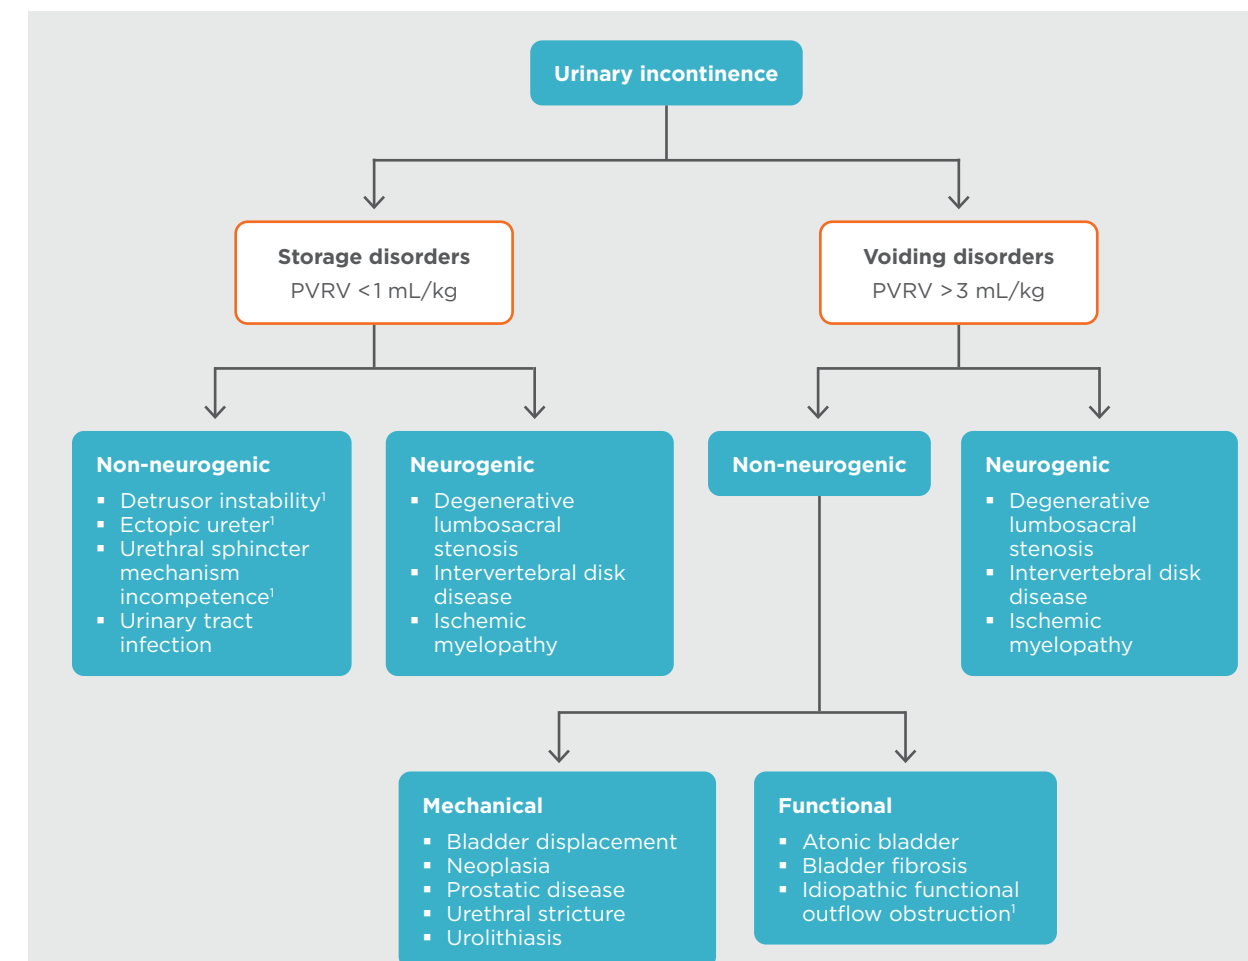 Urinary incontinence
Storage disorders
PVRV <1 mL/kg
Voiding disorders
PVRV >3 mL/kg
Non-neurogenic
▪ Detrusor instability¹
▪ Ectopic ureter¹
▪ Urethral sphincter
mechanism
incompetence¹
▪ Urinary tract
infection
Neurogenic
▪ Degenerative
lumbosacral
stenosis
▪ Intervertebral disk
disease
▪ Ischemic
myelopathy
Non-neurogenic
Neurogenic
▪ Degenerative
lumbosacral
stenosis
▪ Intervertebral disk
disease
▪ Ischemic
myelopathy
Mechanical
▪ Bladder displacement
▪ Neoplasia
▪ Prostatic disease
▪ Urethral stricture
▪ Urolithiasis
Functional
▪ Atonic bladder
▪ Bladder fibrosis
▪ Idiopathic functional
outflow obstruction¹